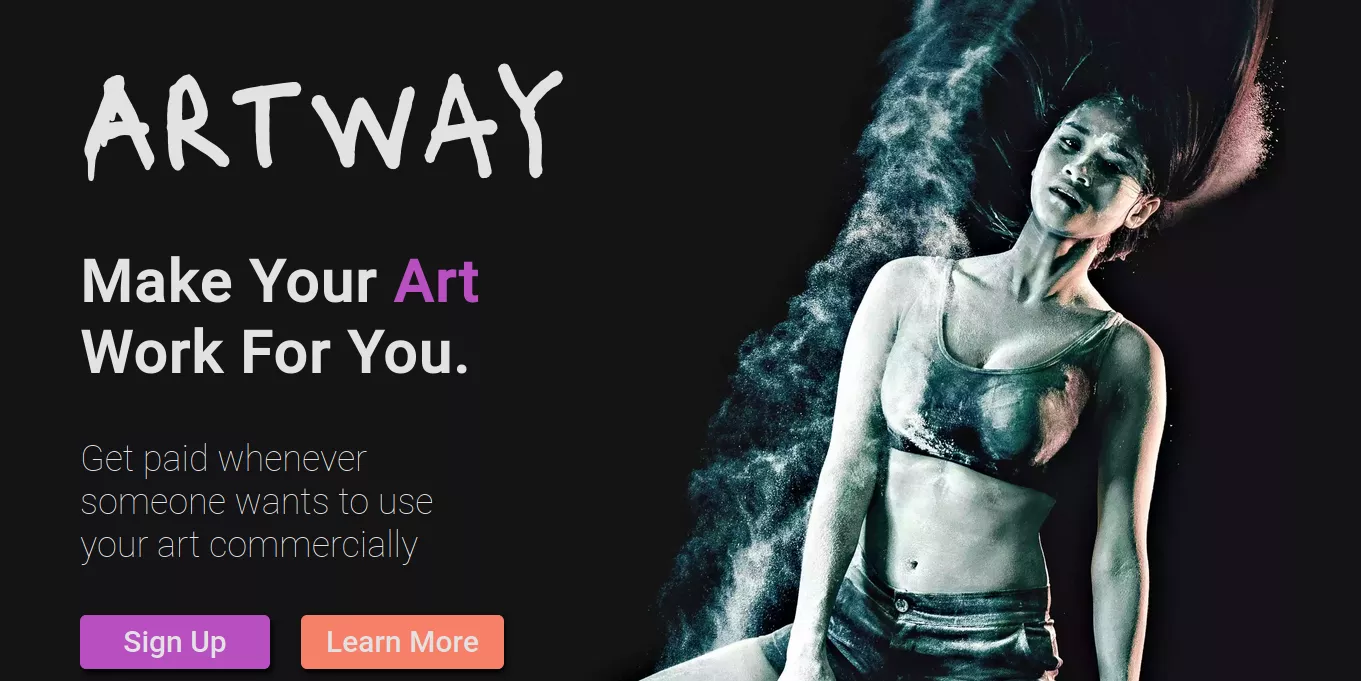 ARTWAY
Make Your Art
Work For You.
Get paid whenever
someone wants to use
your art commercially
Sign Up
Learn More